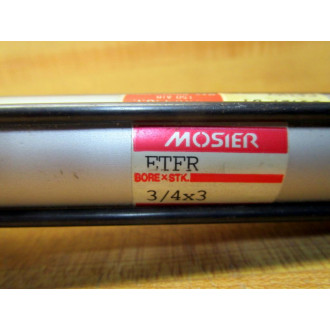 MOSIER
ETFR
BORE×STK.
3/4x3